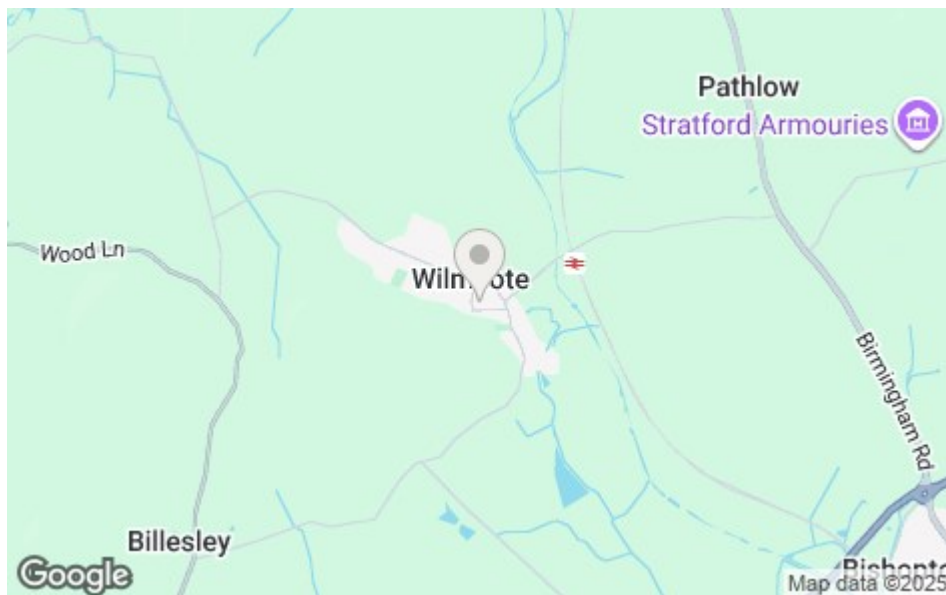 Pathlow
Stratford Armouries
Wood Ln
Birmingham Rd
Billesley
Google
Map data ©2025